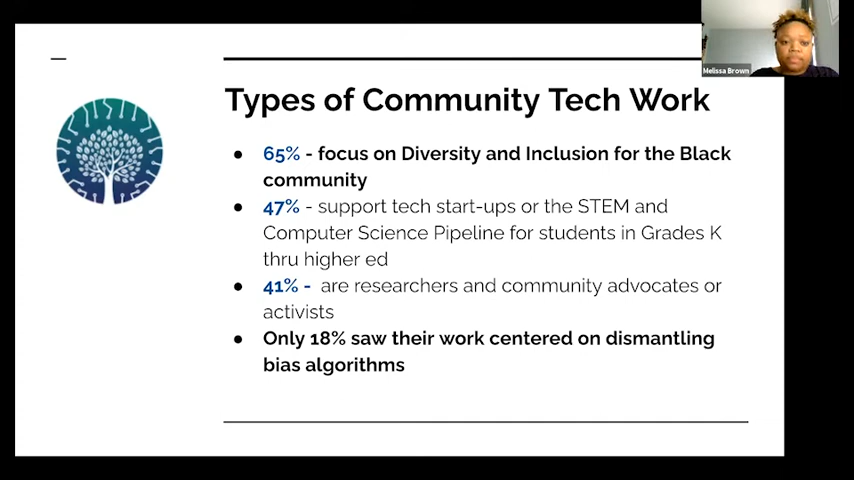 Melissa Brown
Types of Community Tech Work
● 65% - focus on Diversity and Inclusion for the Black
community
● 47% - support tech start-ups or the STEM and
Computer Science Pipeline for students in Grades K
thru higher ed
● 41% - are researchers and community advocates or
activists
● Only 18% saw their work centered on dismantling
bias algorithms